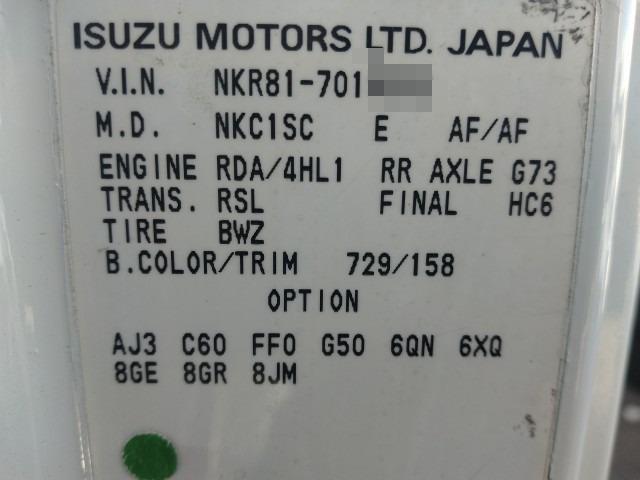 ISUZU MOTORS LTD. JAPAN
V.I.N. NKR81-701
M.D. NKC1SC E AF/AF
ENGINE RDA/4HL1 RR AXLE G73
TRANS. RSL FINAL HC6
TIRE BWZ
B.COLOR/TRIM 729/158
OPTION
AJ3 C60 FF0 G50 6QN 6XQ
8GE 8GR 8JM